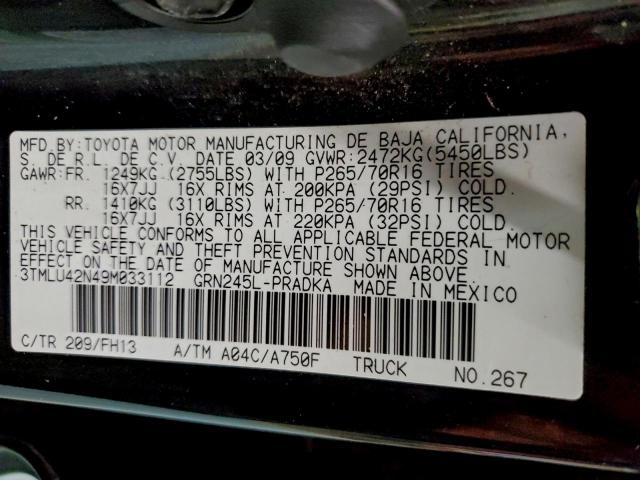 MFD.BY:TOYOTA MOTOR MANUFACTURING DE BAJA CALIFORNIA,
S. DE R.L. DE C.V. DATE 03/09 GVWR:2472KG(5450LBS)
GAWR:FR. 1249KG (2755LBS) WITH P265/70R16 TIRES
16X7JJ 16X RIMS AT 200KPA (29PSI) COLD.
RR. 1410KG (3110LBS) WITH P265/70R16 TIRES
16X7JJ 16X RIMS AT 220KPA (32PSI) COLD.
THIS VEHICLE CONFORMS TO ALL APPLICABLE FEDERAL MOTOR
VEHICLE SAFETY AND THEFT PREVENTION STANDARDS IN
EFFECT ON THE DATE OF MANUFACTURE SHOWN ABOVE.
3TMLU42N49M033112 GRN245L-PRADKA MADE IN MEXICO
C/TR 209/FH13 A/TM A04C/A750F TRUCK NO.267